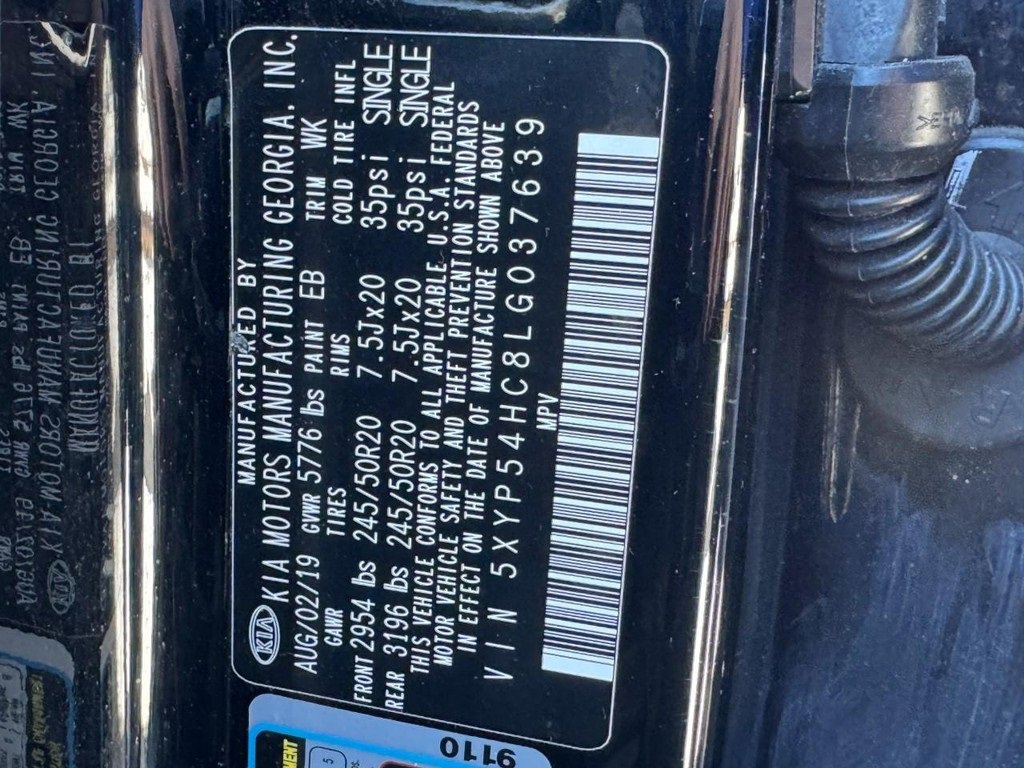 MANUFACTURED BY
KIA KIA MOTORS MANUFACTURING GEORGIA, INC.
AUG/02/19 GVWR 5776 lbs PAINT EB TRIM WK
GAWR TIRES RIMS COLD TIRE INFL
FRONT 2954 lbs 245/50R20 7.5Jx20 35psi SINGLE
REAR 3196 lbs 245/50R20 7.5Jx20 35psi SINGLE
THIS VEHICLE CONFORMS TO ALL APPLICABLE U.S.A. FEDERAL
MOTOR VEHICLE SAFETY AND THEFT PREVENTION STANDARDS
IN EFFECT ON THE DATE OF MANUFACTURE SHOWN ABOVE
VIN 5XYP54HC8LG037639
MPV
9110
5